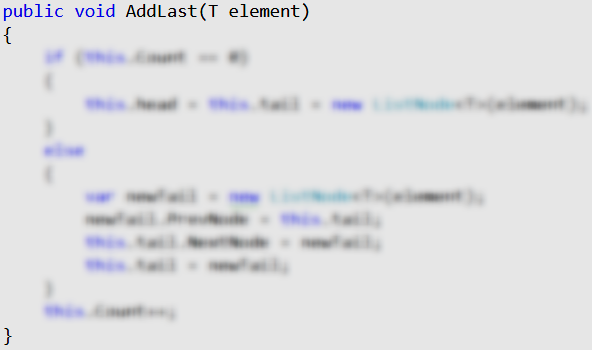 public void AddLast(T element)
{
if (this.Count == 0)
{
this.head = this.tail = new ListNode<T>(element);
}
else
{
var newTail = new ListNode<T>(element);
newTail.PrevNode = this.tail;
this.tail.NextNode = newTail;
this.tail = newTail;
}
this.Count++;
}